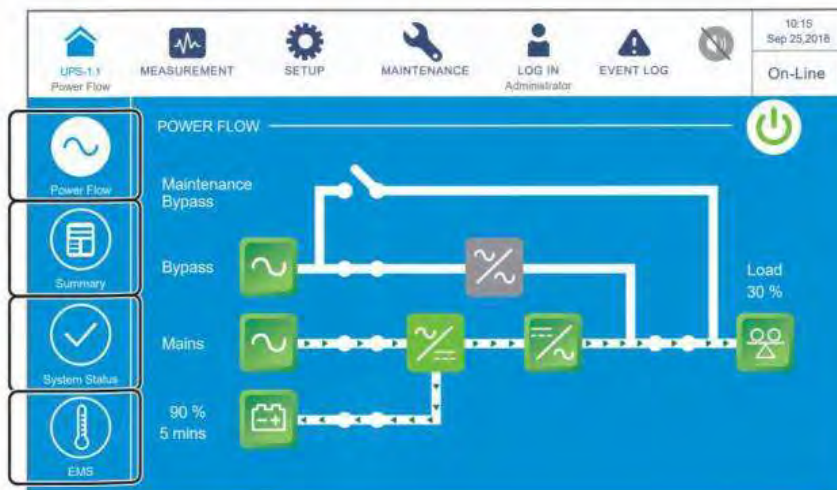 UPS-1.1
Power Flow
MEASUREMENT
SETUP
MAINTENANCE
LOG IN
Administrator
EVENT LOG
10:15
Sep 25,2018
On-Line
Power Flow
Summary
System Status
EMS
POWER FLOW
Maintenance
Bypass
Bypass
Load
30 %
Mains
90 %
5 mins